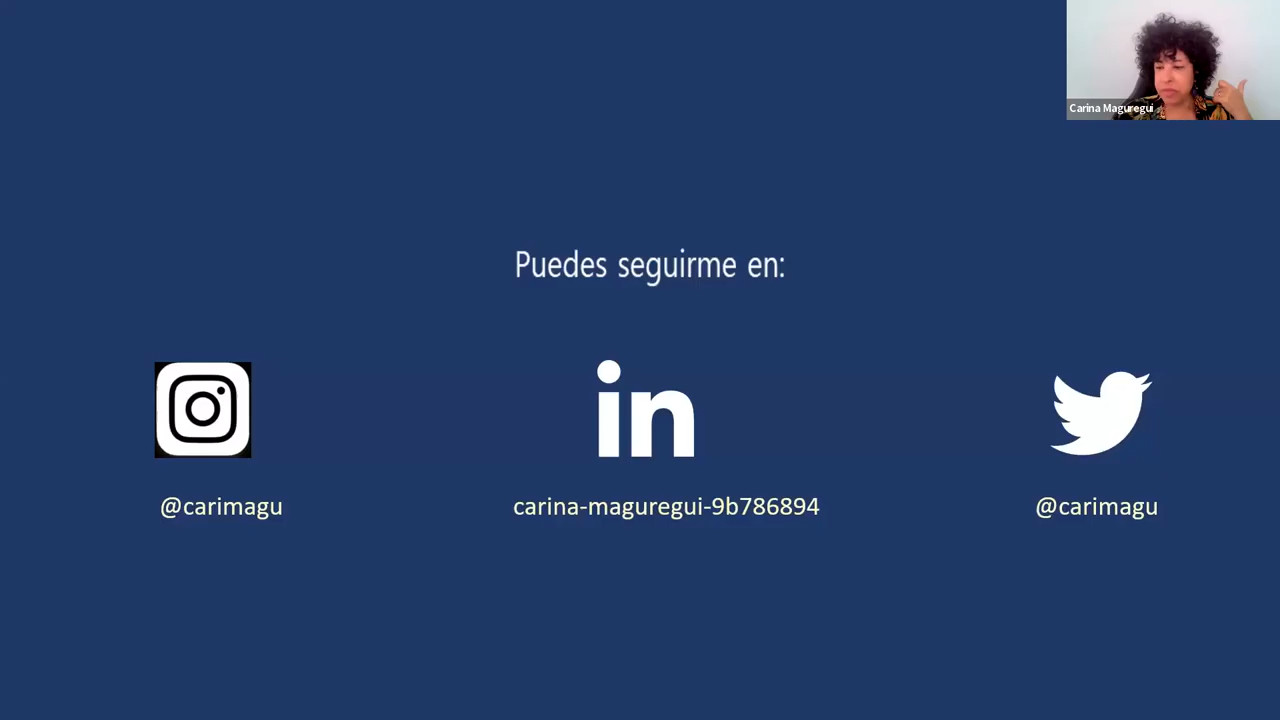 Carina Maguregui
Puedes seguirme en:
in
@carimagu
carina-maguregui-9b786894
@carimagu